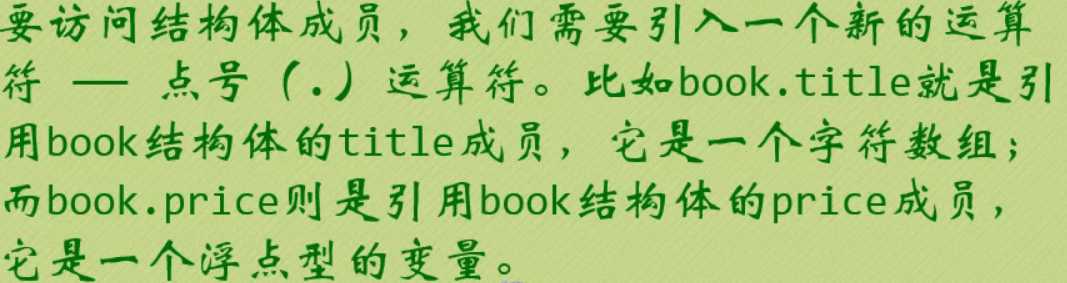 要访问结构体成员，我们需要引入一个新的运算
符 —— 点号（.）运算符。比如book.title就是引
用book结构体的title成员，它是一个字符数组；
而book.price则是引用book结构体的price成员，
它是一个浮点型的变量。